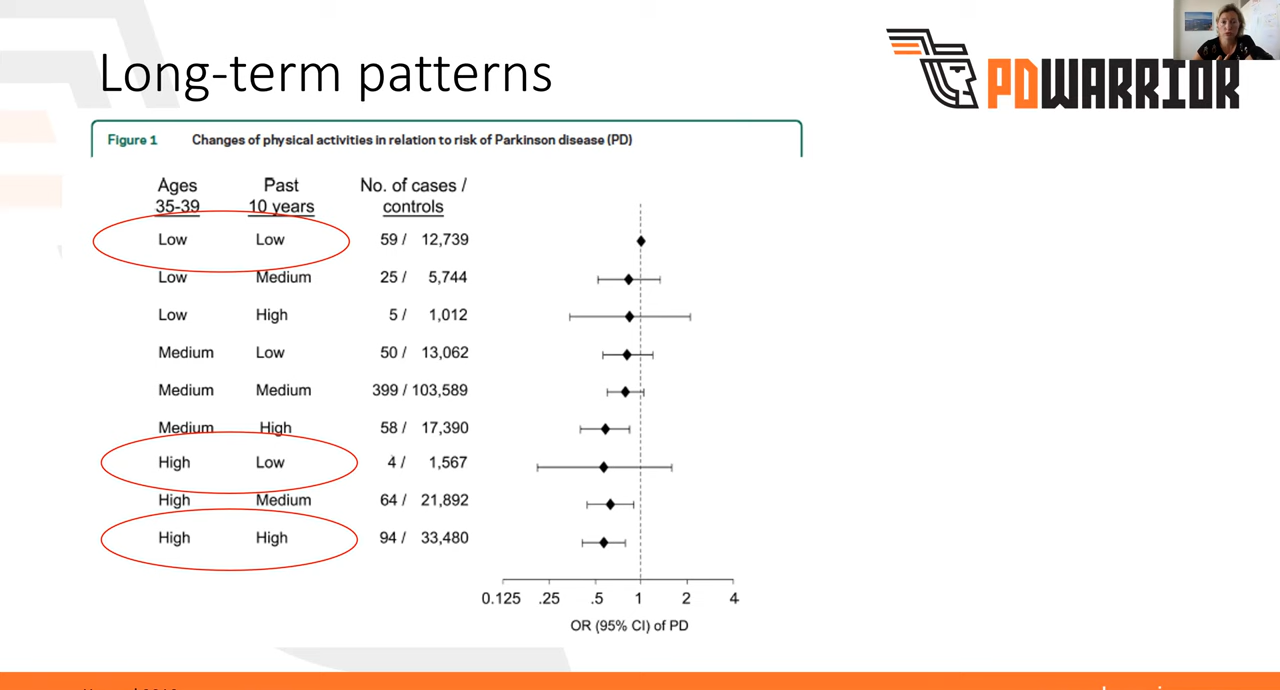 Long-term patterns
PDWARRIOR
Figure 1 Changes of physical activities in relation to risk of Parkinson disease (PD)
Ages Past No. of cases /
35-39 10 years controls
Low Low 59 / 12,739
Low Medium 25 / 5,744
Low High 5 / 1,012
Medium Low 50 / 13,062
Medium Medium 399 / 103,589
Medium High 58 / 17,390
High Low 4 / 1,567
High Medium 64 / 21,892
High High 94 / 33,480
0.125 .25 .5 1 2 4
OR (95% CI) of PD